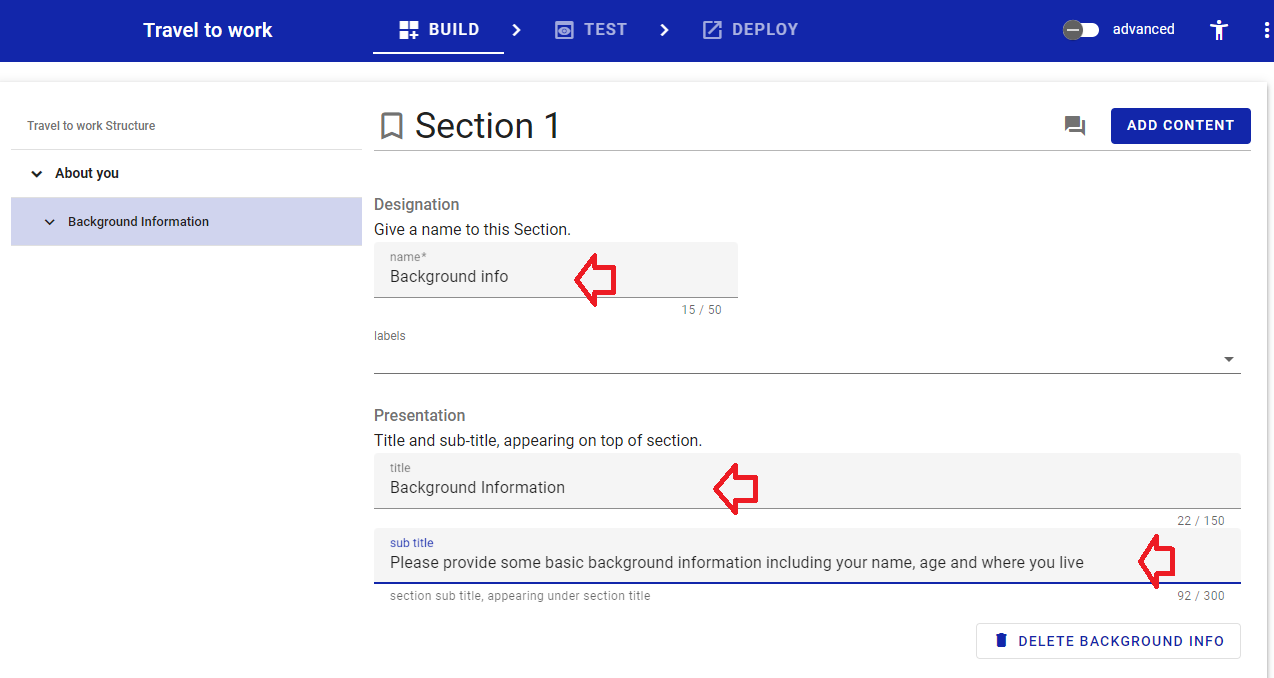 Travel to work
BUILD
TEST
DEPLOY
advanced
Travel to work Structure
About you
Background Information
Section 1
ADD CONTENT
Designation
Give a name to this Section.
name*
Background info
15 / 50
labels
Presentation
Title and sub-title, appearing on top of section.
title
Background Information
22 / 150
sub title
Please provide some basic background information including your name, age and where you live
section sub title, appearing under section title
92 / 300
DELETE BACKGROUND INFO